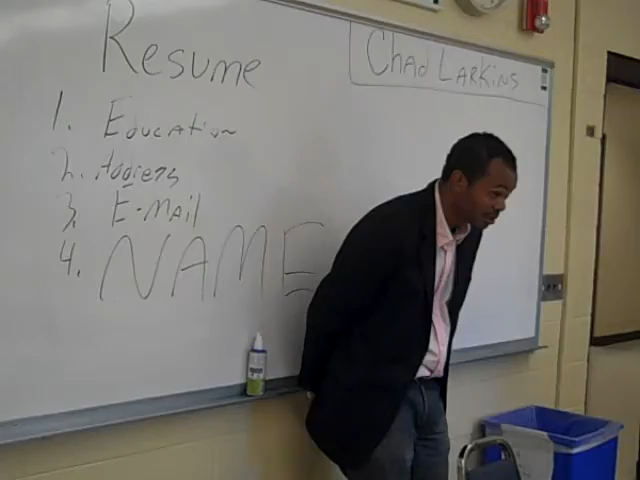 Resume
Chad Larkins
1. Education
2. Address
3. E-mail
4. NAME